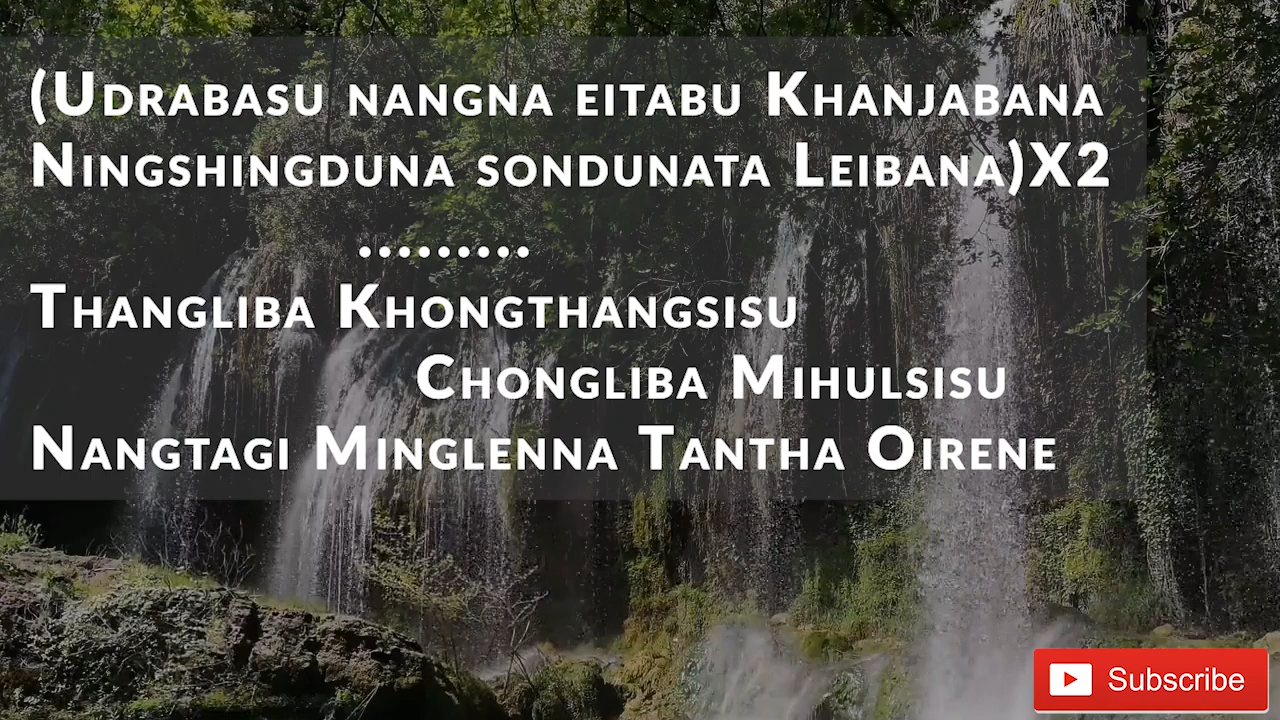 (Udrabasu nangna eitabu Khanjabana
Ningshingduna sondunata Leibana)X2
.........
Thangliba Khongthangsisu
Chongliba Mihulsisu
Nangtagi Minglenna Tantha Oirene
Subscribe